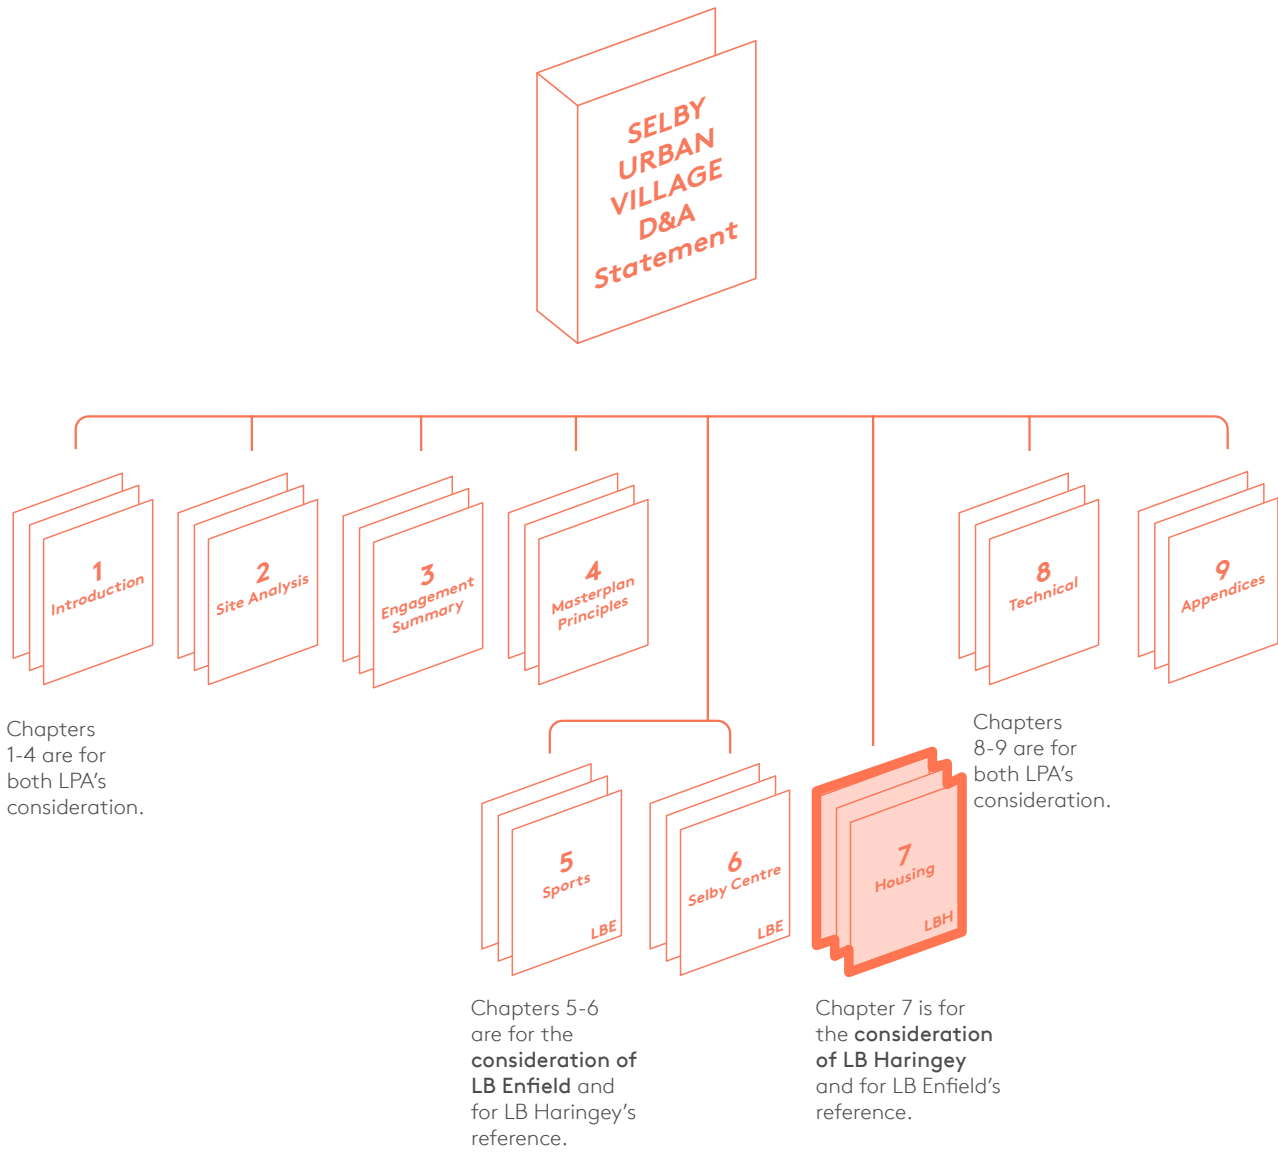 SELBY
URBAN
VILLAGE
D&A
Statement
1
Introduction
2
Site Analysis
3
Engagement
Summary
4
Masterplan
Principles
8
Technical
9
Appendices
Chapters
1-4 are for
both LPA's
consideration.
Chapters
8-9 are for
both LPA's
consideration.
5
Sports
LBE
6
Selby Centre
LBE
7
Housing
LBH
Chapters 5-6
are for the
consideration of
LB Enfield and
for LB Haringey's
reference.
Chapter 7 is for
the consideration
of LB Haringey
and for LB Enfield's
reference.